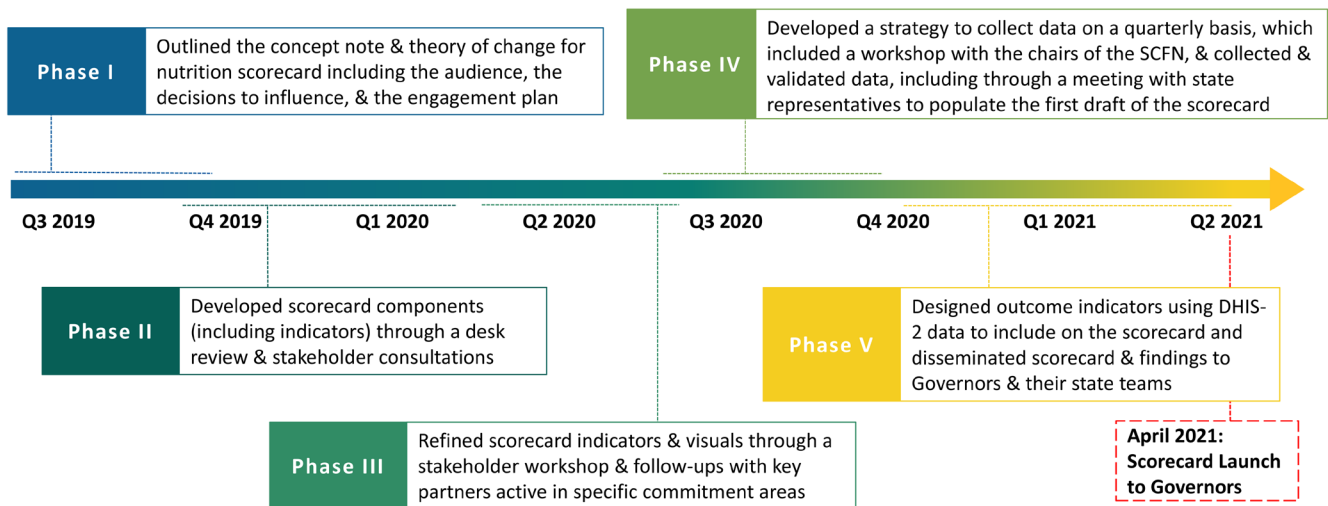 Phase I
Outlined the concept note & theory of change for
nutrition scorecard including the audience, the
decisions to influence, & the engagement plan
Phase IV
Developed a strategy to collect data on a quarterly basis, which
included a workshop with the chairs of the SCFN, & collected &
validated data, including through a meeting with state
representatives to populate the first draft of the scorecard
Q3 2019
Q4 2019
Q1 2020
Q2 2020
Q3 2020
Q4 2020
Q1 2021
Q2 2021
Phase II
Developed scorecard components
(including indicators) through a desk
review & stakeholder consultations
Phase V
Designed outcome indicators using DHIS-
2 data to include on the scorecard and
disseminated scorecard & findings to
Governors & their state teams
Phase III
Refined scorecard indicators & visuals through a
stakeholder workshop & follow-ups with key
partners active in specific commitment areas
April 2021:
Scorecard Launch
to Governors